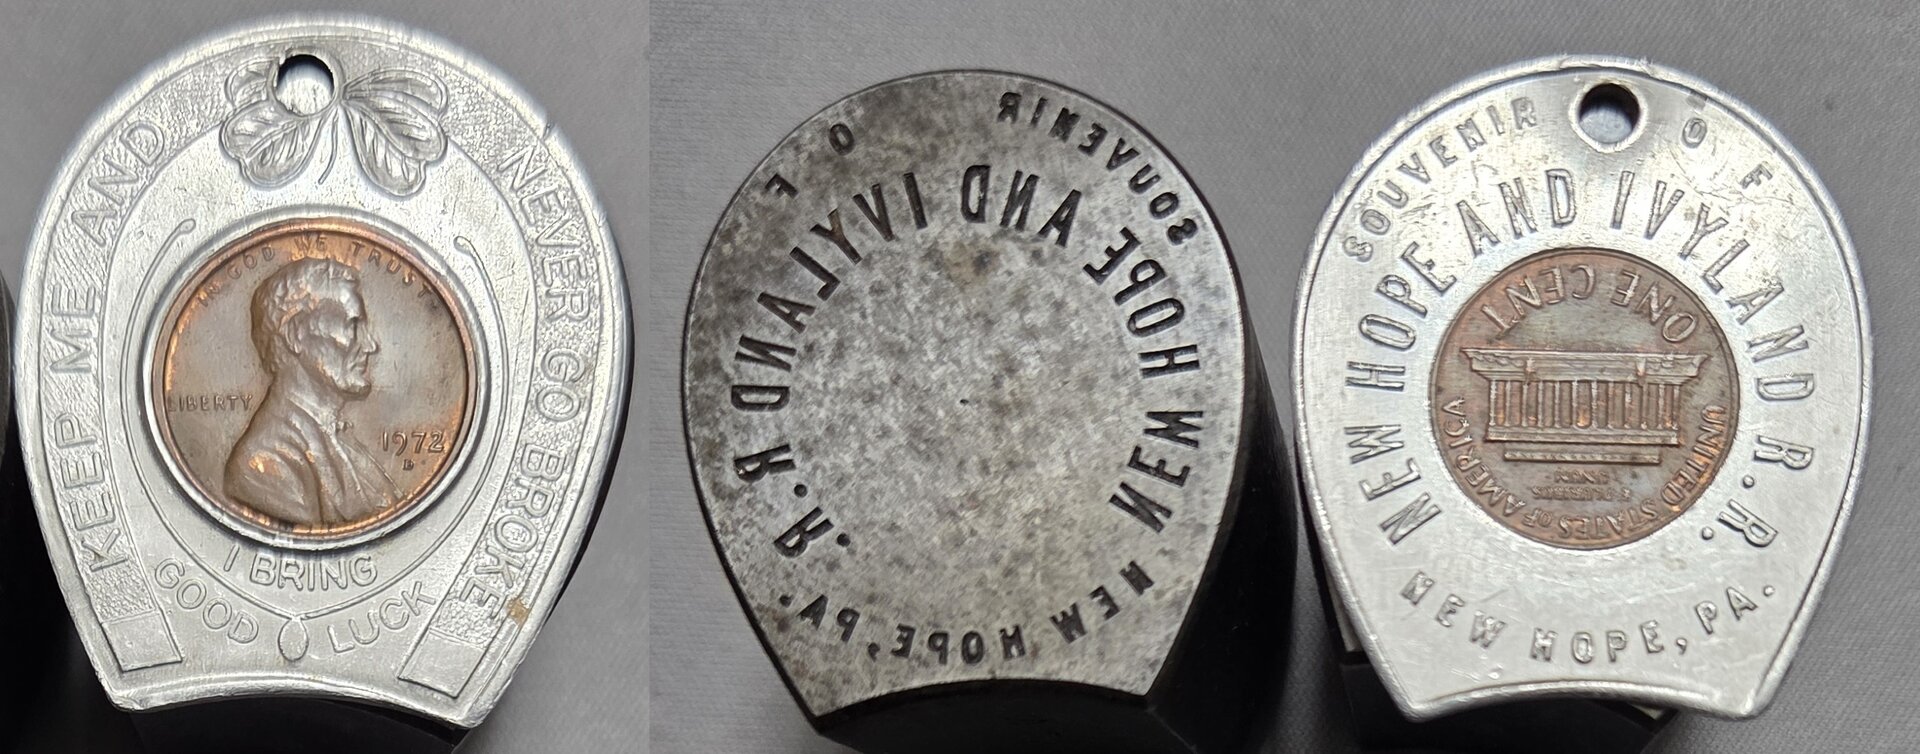 KEEP ME AND NEVER GO BROKE
IN GOD WE TRUST
LIBERTY
1972
D
I BRING
GOOD LUCK
SOUVENIR OF
NEW HOPE AND IVYLAND R.R.
NEW HOPE, PA.
SOUVENIR OF
NEW HOPE AND IVYLAND R.R.
ONE CENT
E PLURIBUS
UNUM
UNITED STATES OF AMERICA
NEW HOPE, PA.